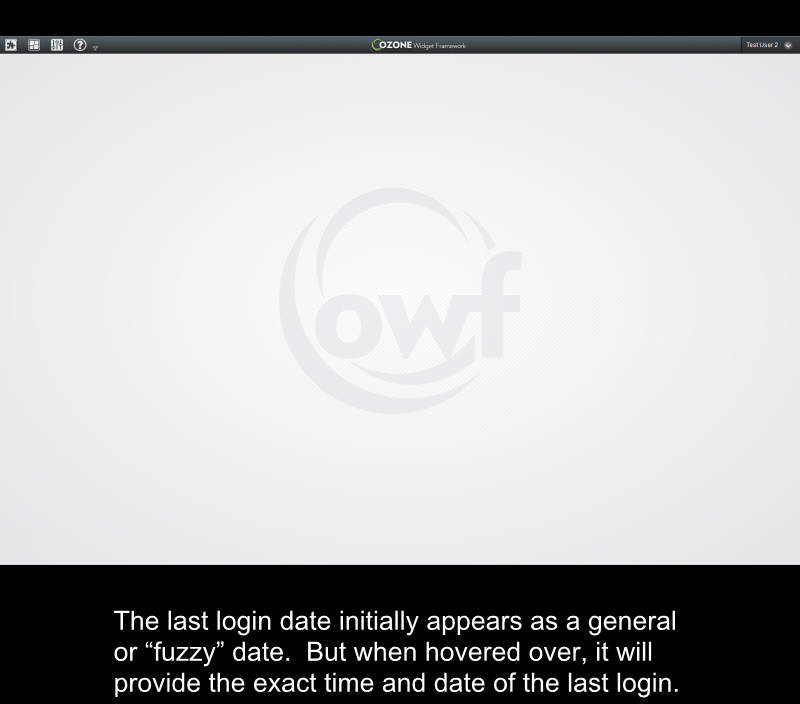 OZONE Widget Framework
Test User 2
owf
The last login date initially appears as a general
or “fuzzy” date.  But when hovered over, it will
provide the exact time and date of the last login.